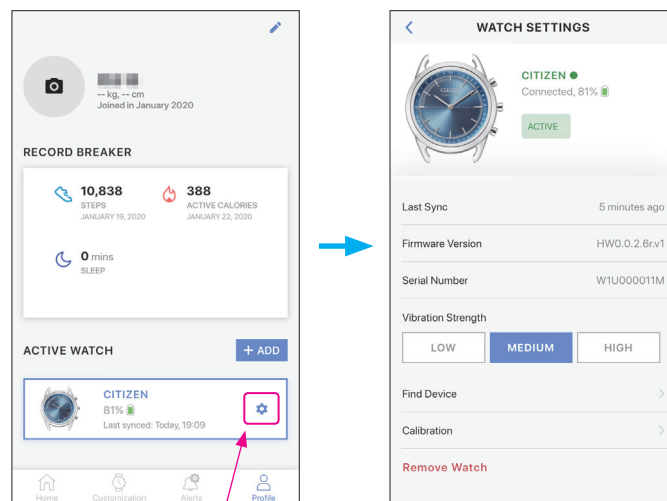 -- kg, -- cm
Joined in January 2020
RECORD BREAKER
10,838
STEPS
JANUARY 19, 2020
388
ACTIVE CALORIES
JANUARY 22, 2020
0 mins
SLEEP
ACTIVE WATCH
+ ADD
CITIZEN
81%
Last synced: Today, 19:09
Home
Customization
Alerts
Profile
WATCH SETTINGS
CITIZEN
Connected, 81%
ACTIVE
Last Sync
5 minutes ago
Firmware Version
HW0.0.2.6r.v1
Serial Number
W1U000011M
Vibration Strength
LOW
MEDIUM
HIGH
Find Device
Calibration
Remove Watch